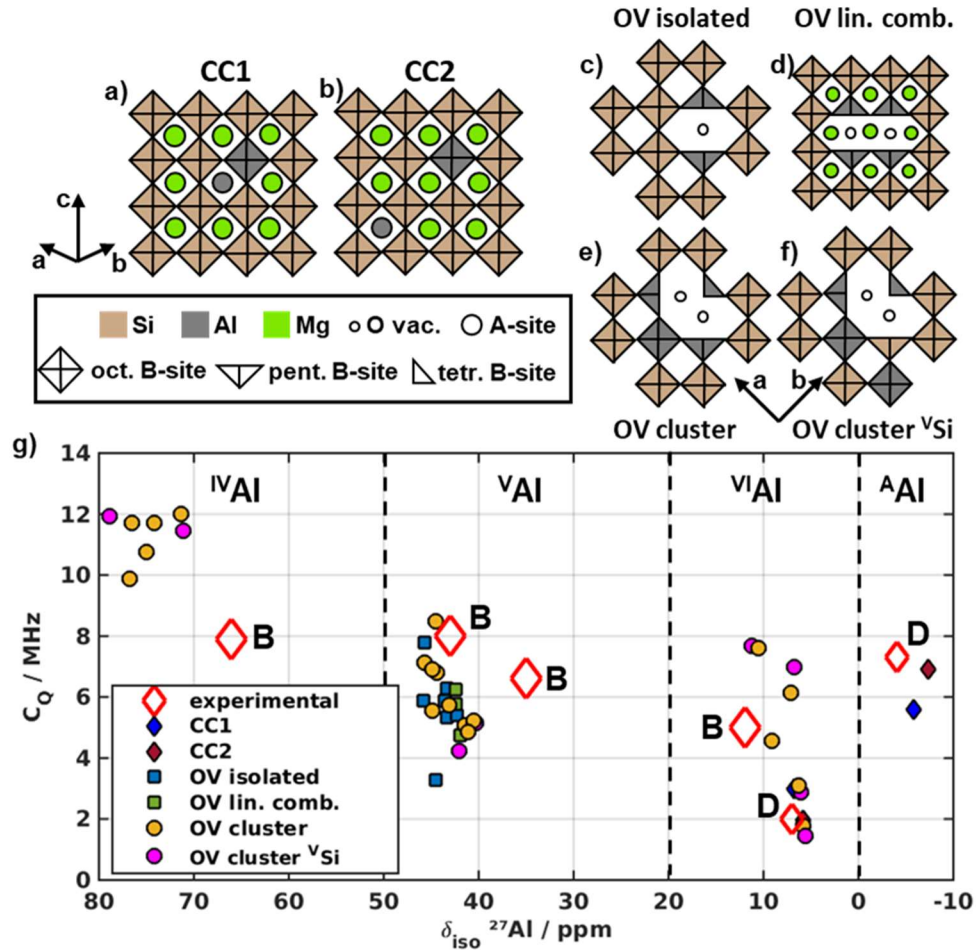 CC1
CC2
OV isolated
OV lin. comb.
a)
b)
c)
d)
c
a
b
e)
f)
Si
Al
Mg
O vac.
A-site
oct. B-site
pent. B-site
tetr. B-site
a
b
OV cluster
OV cluster ⱽSi
g)
14
12
10
8
6
4
2
0
C_Q / MHz
ᴵⱽAl
ⱽAl
ⱽᴵAl
ᴬAl
B
B
B
B
D
D
experimental
CC1
CC2
OV isolated
OV lin. comb.
OV cluster
OV cluster ⱽSi
80
70
60
50
40
30
20
10
0
-10
δ_iso ²⁷Al / ppm